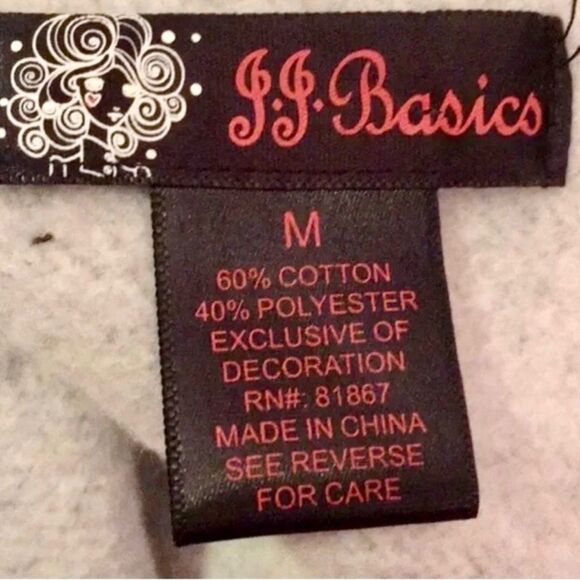 J.J. Basics
M
60% COTTON
40% POLYESTER
EXCLUSIVE OF
DECORATION
RN#: 81867
MADE IN CHINA
SEE REVERSE
FOR CARE